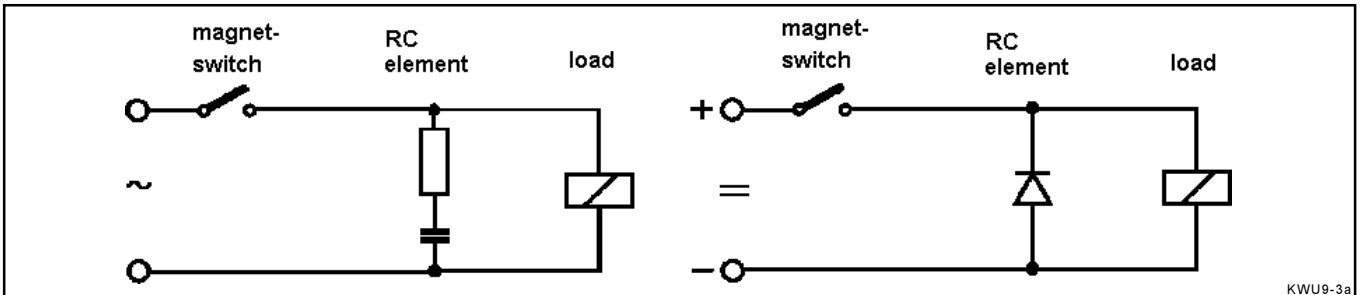 magnet-
switch
RC
element
load
~
magnet-
switch
RC
element
load
+
=
−
KWU9-3a